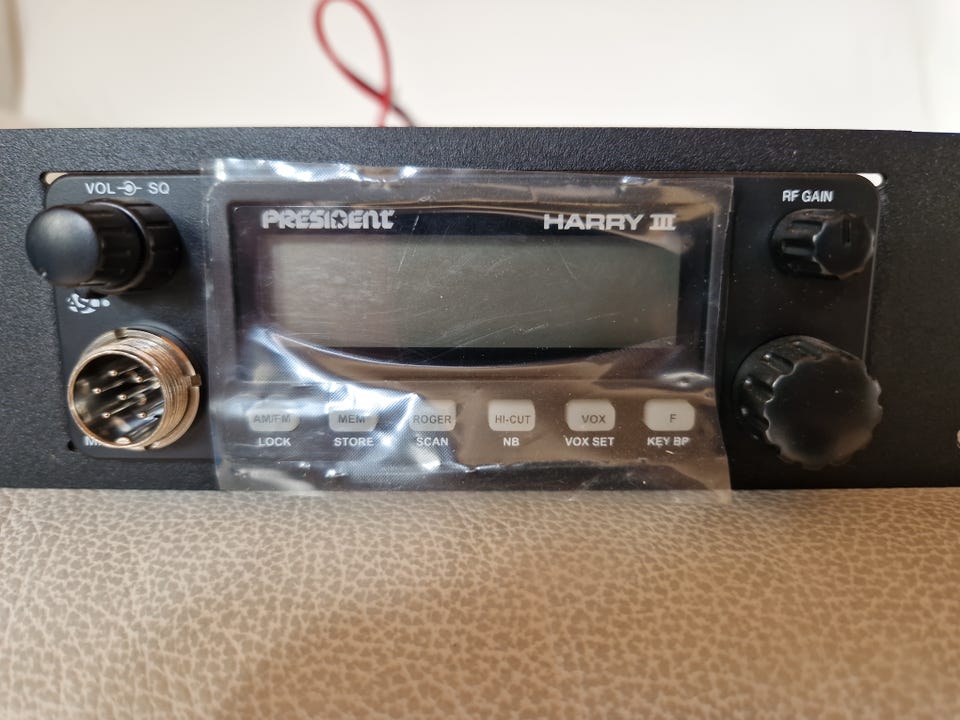 VOL SQ
RF GAIN
PRESIDENT HARRY III
AM/FM MEM ROGER HI-CUT VOX F
LOCK STORE SCAN NB VOX SET KEY BP